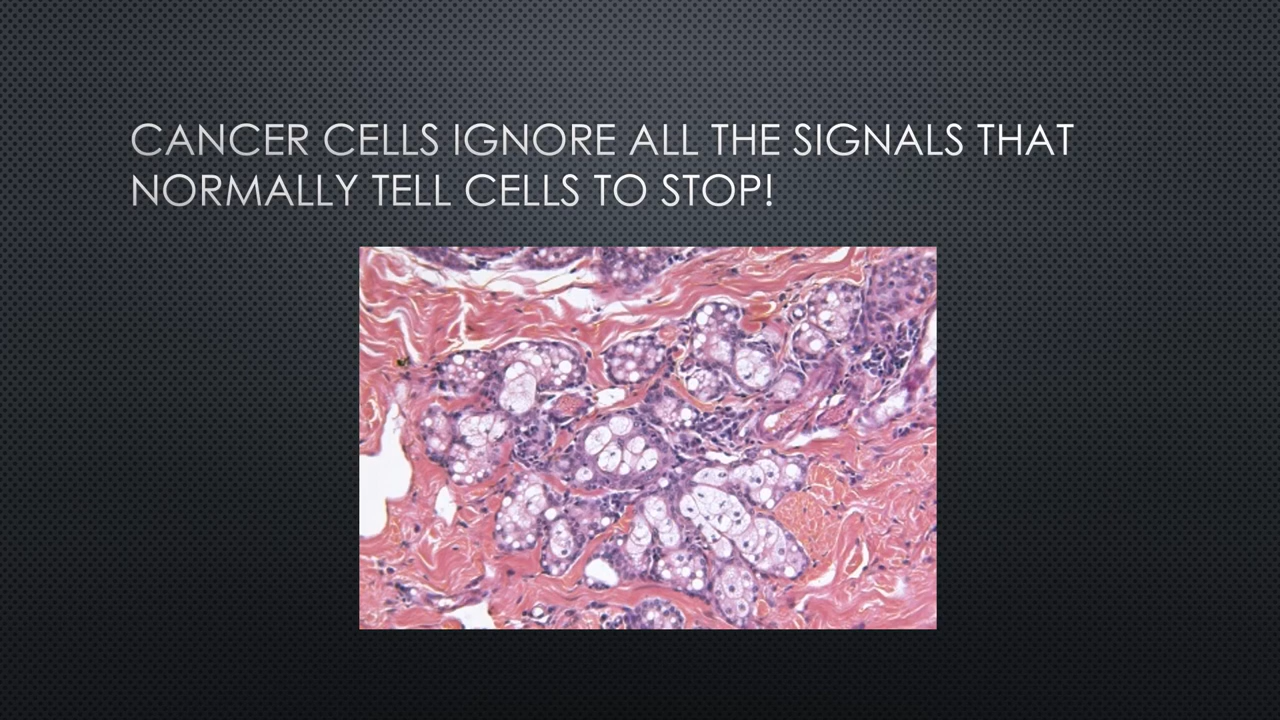 CANCER CELLS IGNORE ALL THE SIGNALS THAT
NORMALLY TELL CELLS TO STOP!